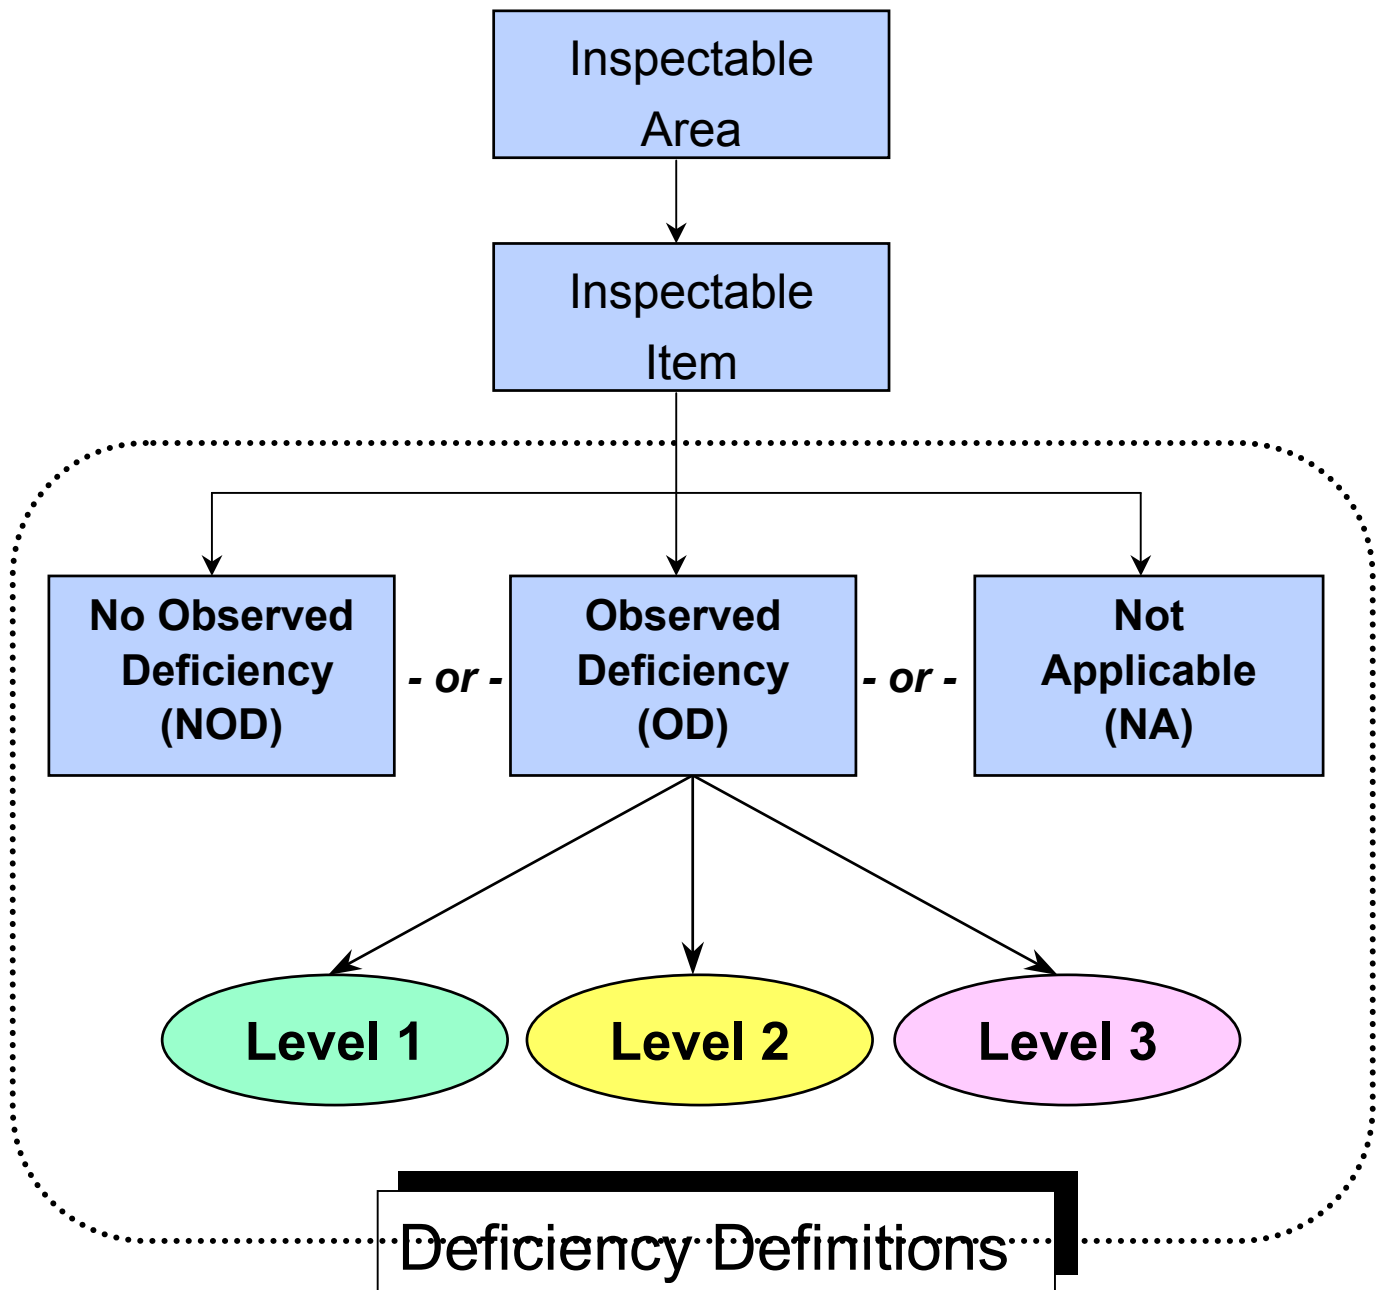 Inspectable
Area
Inspectable
Item
No Observed
Deficiency
(NOD)
- or -
Observed
Deficiency
(OD)
- or -
Not
Applicable
(NA)
Level 1
Level 2
Level 3
Deficiency Definitions